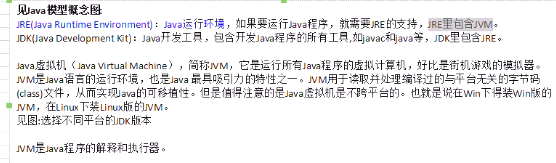 见Java模型概念图
JRE(Java Runtime Environment)：Java运行环境，如果要运行Java程序，就需要JRE的支持，JRE里包含JVM。
JDK(Java Development Kit)：Java开发工具，包含开发Java程序的所有工具,如javac和java等，JDK里包含JRE。
Java虚拟机（Java Virtual Machine），简称JVM，它是运行所有Java程序的虚拟计算机，好比是街机游戏的模拟器。
JVM是Java语言的运行环境，也是Java 最具吸引力的特性之一。JVM用于读取并处理编译过的与平台无关的字节码
(class)文件，从而实现Java的可移植性。但是值得注意的是Java虚拟机是不跨平台的。也就是说在Win下得装Win版的
JVM，在Linux下装Linux版的JVM。
见图:选择不同平台的JDK版本
JVM是Java程序的解释和执行器。